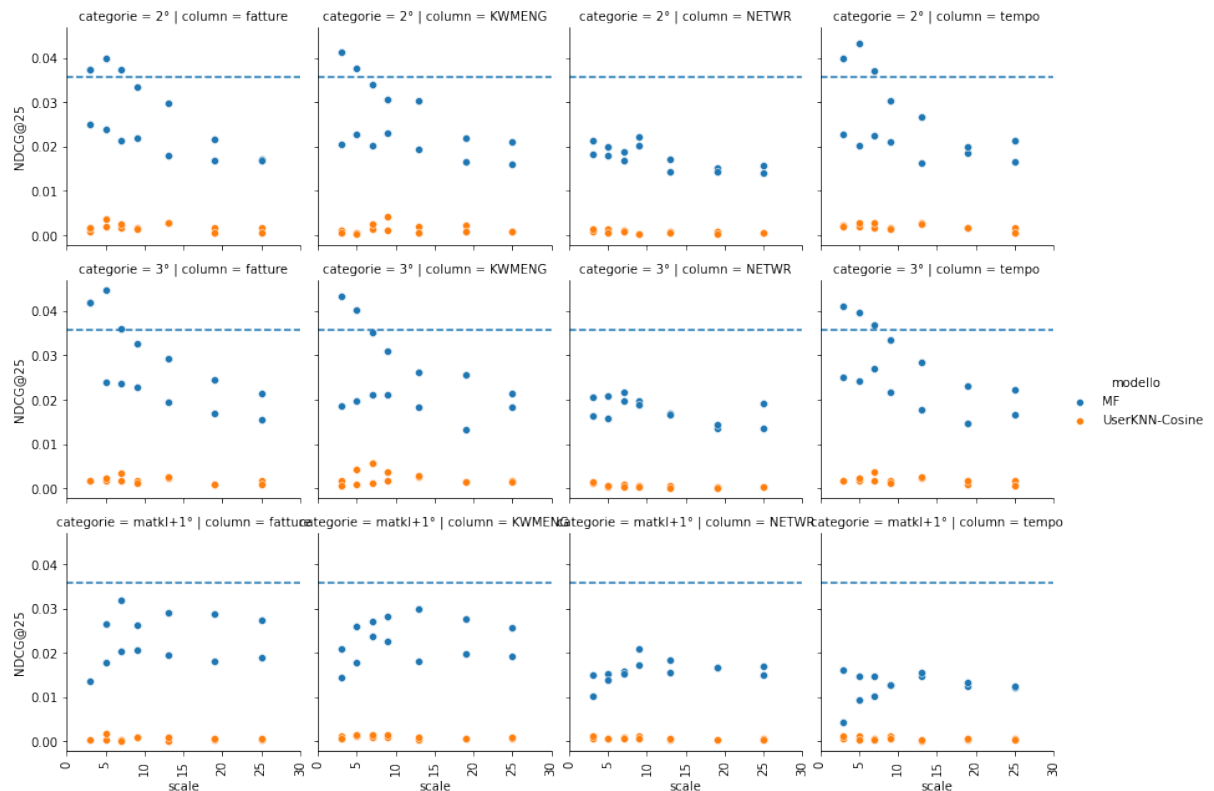 categorie = 2° | column = fatture
categorie = 2° | column = KWMENG
categorie = 2° | column = NETWR
categorie = 2° | column = tempo
0.04
0.03
0.02
0.01
0.00
NDCG@25
categorie = 3° | column = fatture
categorie = 3° | column = KWMENG
categorie = 3° | column = NETWR
categorie = 3° | column = tempo
0.04
0.03
0.02
0.01
0.00
NDCG@25
modello
MF
UserKNN-Cosine
categorie = matkl+1° | column = fatture
categorie = matkl+1° | column = KWMENG
categorie = matkl+1° | column = NETWR
categorie = matkl+1° | column = tempo
0.04
0.03
0.02
0.01
0.00
NDCG@25
0 5 10 15 20 25 30
0 5 10 15 20 25 30
0 5 10 15 20 25 30
0 5 10 15 20 25 30
scale
scale
scale
scale